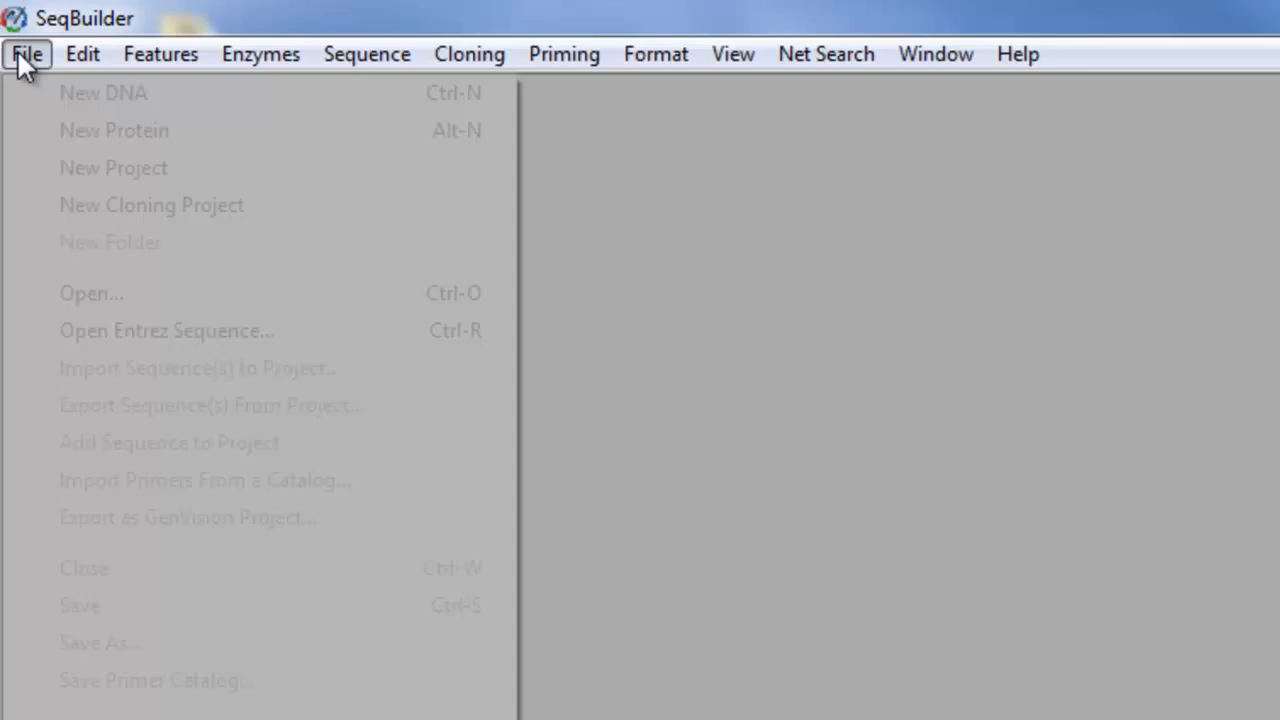 SeqBuilder
File Edit Features Enzymes Sequence Cloning Priming Format View Net Search Window Help
New DNA Ctrl-N
New Protein Alt-N
New Project
New Cloning Project
New Folder
Open... Ctrl-O
Open Entrez Sequence... Ctrl-R
Import Sequence(s) to Project...
Export Sequence(s) From Project...
Add Sequence to Project
Import Primers From a Catalog...
Export as GenVision Project...
Close Ctrl-W
Save Ctrl-S
Save As...
Save Primer Catalog...